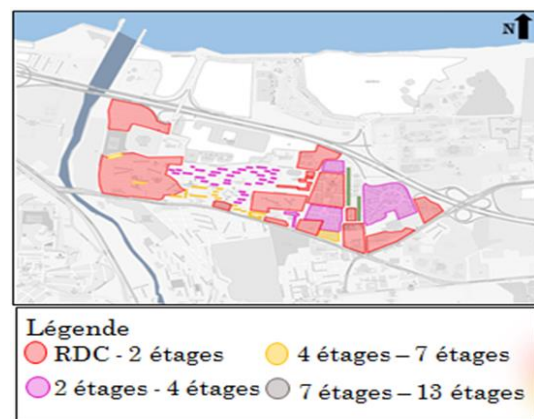 N
Légende
RDC - 2 étages
4 étages – 7 étages
2 étages - 4 étages
7 étages – 13 étages